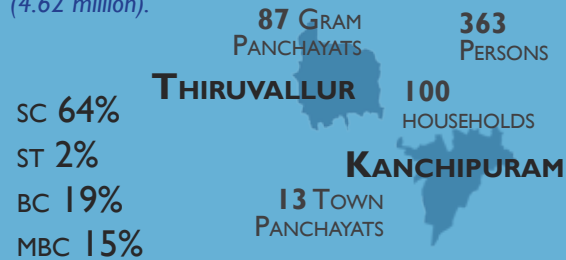 (4.62 million).
87 Gram
Panchayats
363
Persons
Thiruvallur
100
households
SC 64%
ST 2%
BC 19%
MBC 15%
Kanchipuram
13 Town
Panchayats